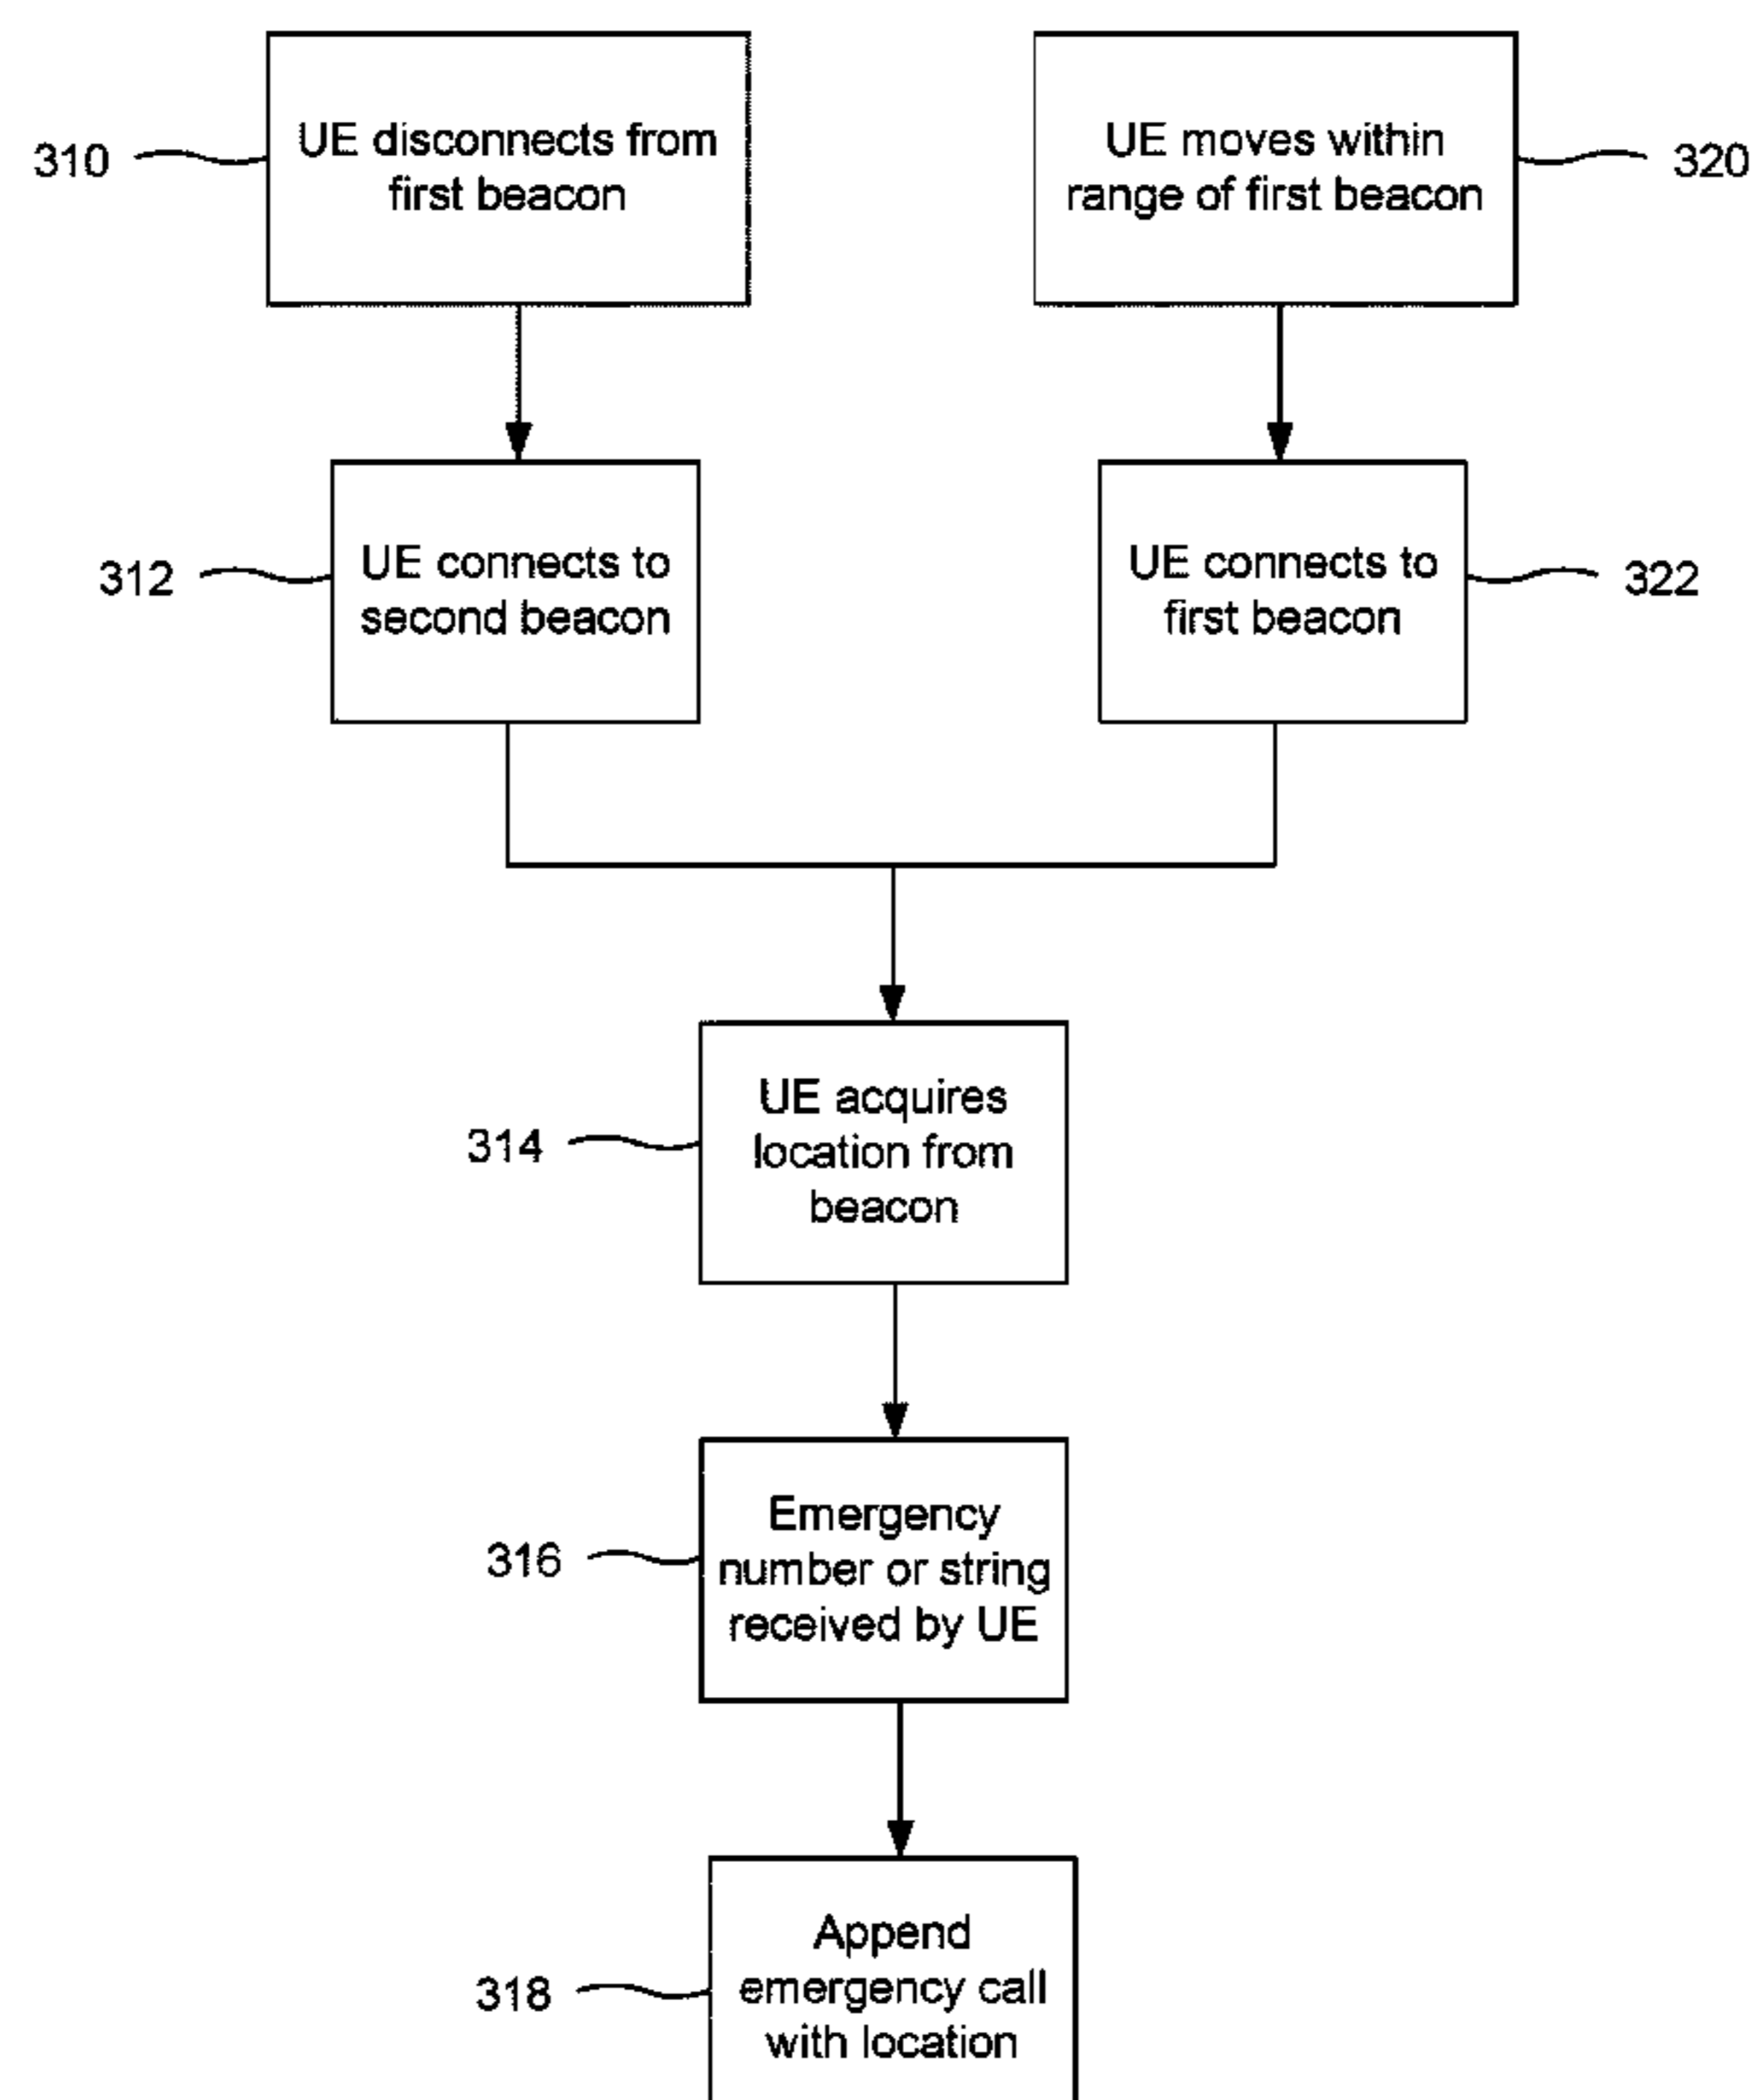 310
UE disconnects from
first beacon
UE moves within
range of first beacon
320
312
UE connects to
second beacon
UE connects to
first beacon
322
314
UE acquires
location from
beacon
316
Emergency
number or string
received by UE
318
Append
emergency call
with location